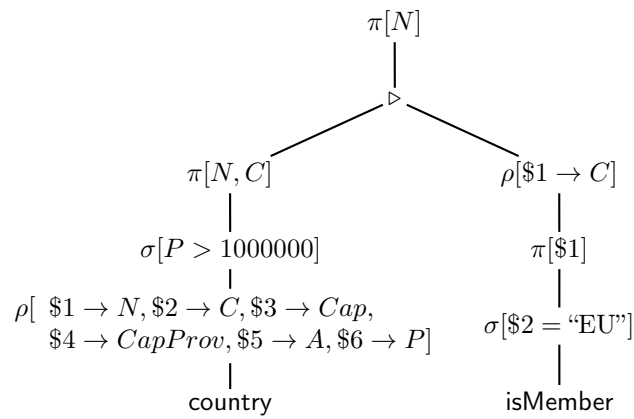 π[N]
▷
π[N, C]
ρ[$1 → C]
σ[P > 1000000]
π[$1]
ρ[ $1 → N, $2 → C, $3 → Cap,
$4 → CapProv, $5 → A, $6 → P]
σ[$2 = “EU”]
country
isMember